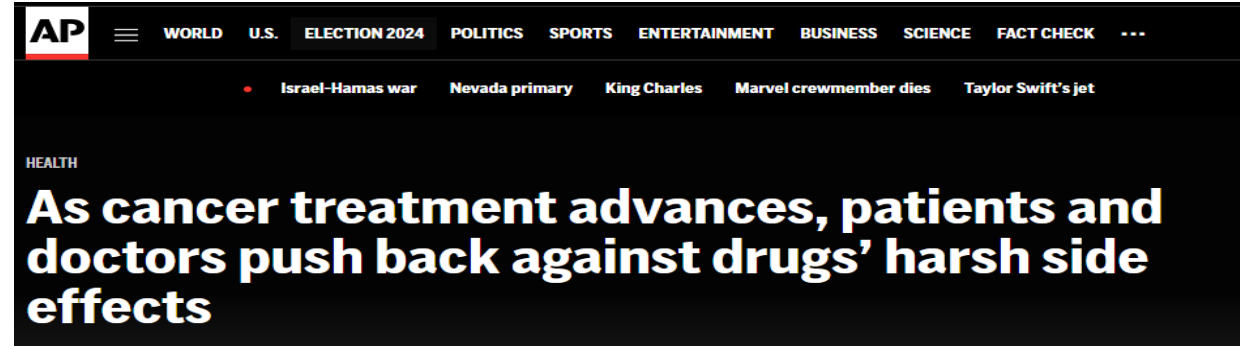 AP WORLD U.S. ELECTION 2024 POLITICS SPORTS ENTERTAINMENT BUSINESS SCIENCE FACT CHECK ...
Israel-Hamas war Nevada primary King Charles Marvel crewmember dies Taylor Swift’s jet
HEALTH
As cancer treatment advances, patients and
doctors push back against drugs’ harsh side
effects